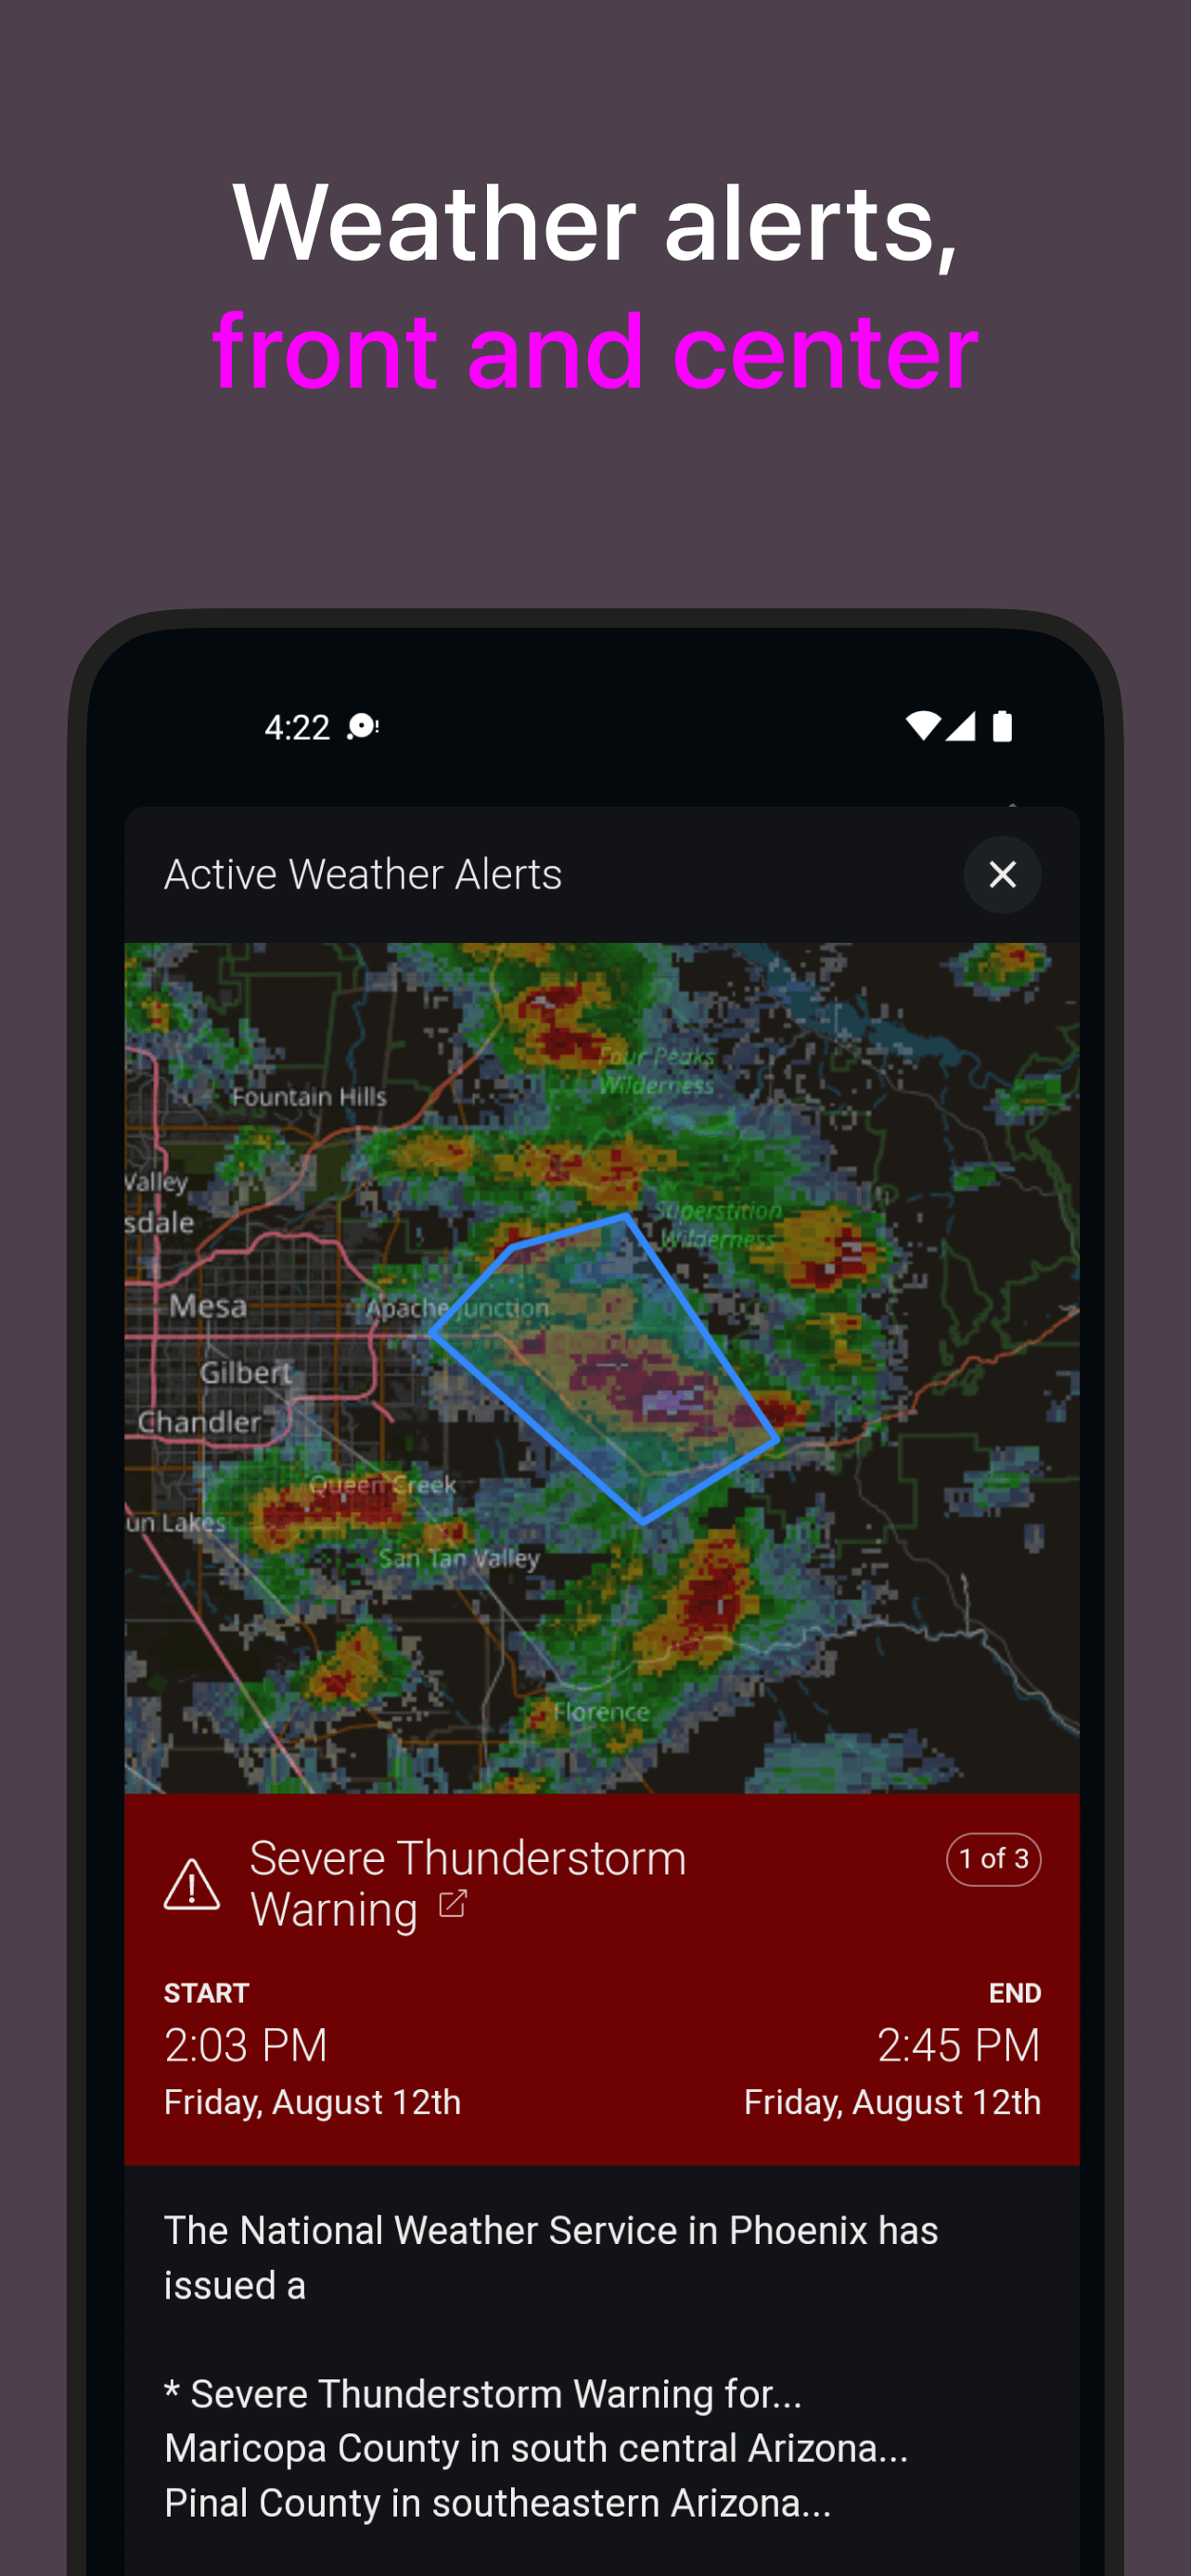 Weather alerts,
front and center
4:22
Active Weather Alerts
Four Peaks
Wilderness
Fountain Hills
Valley
sdale
Superstition
Wilderness
Mesa
Apache Junction
Gilbert
Chandler
Queen Creek
un Lakes
San Tan Valley
Florence
Severe Thunderstorm
Warning
1 of 3
START
END
2:03 PM
2:45 PM
Friday, August 12th
Friday, August 12th
The National Weather Service in Phoenix has
issued a
* Severe Thunderstorm Warning for...
Maricopa County in south central Arizona...
Pinal County in southeastern Arizona...